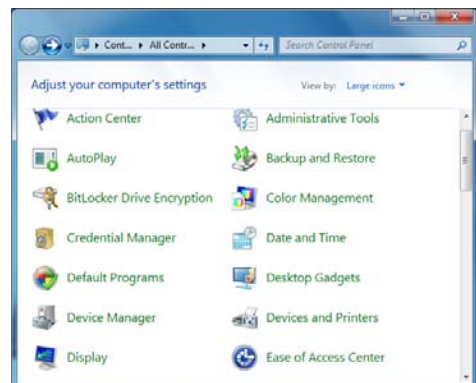 Cont... All Contr...
Search Control Panel
Adjust your computer's settings
View by: Large icons
Action Center
Administrative Tools
AutoPlay
Backup and Restore
BitLocker Drive Encryption
Color Management
Credential Manager
Date and Time
Default Programs
Desktop Gadgets
Device Manager
Devices and Printers
Display
Ease of Access Center